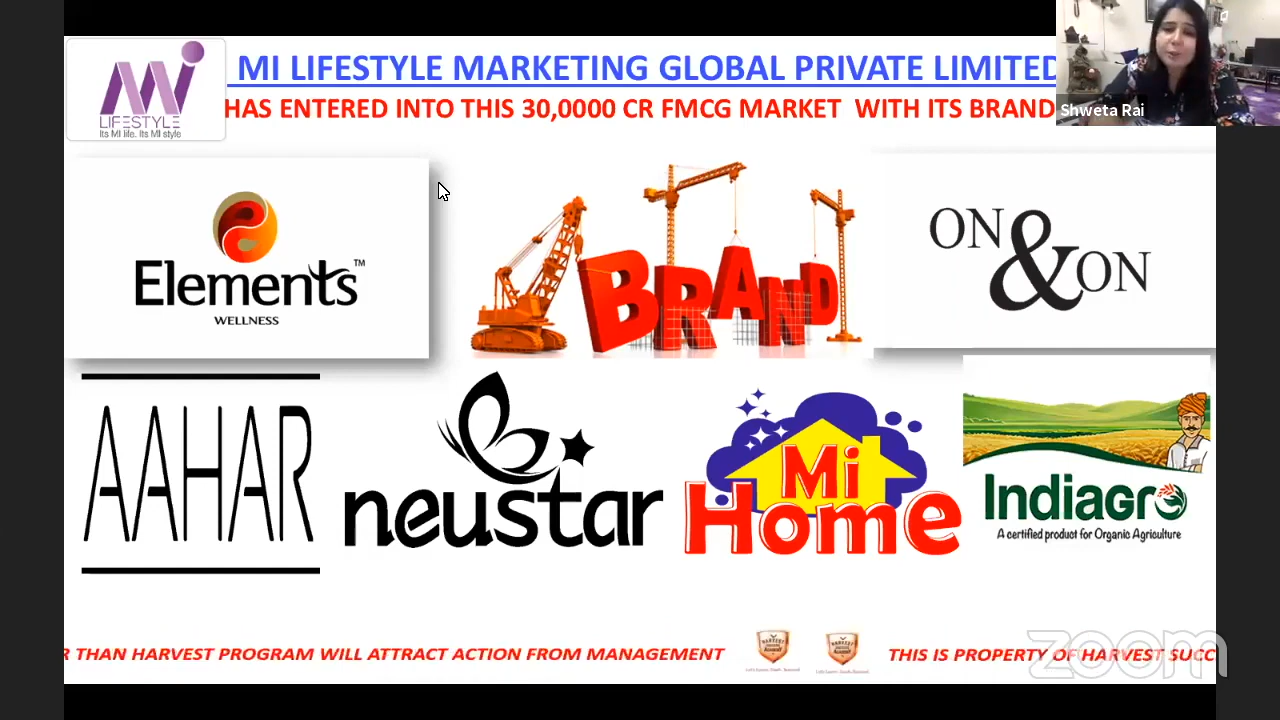 MI LIFESTYLE MARKETING GLOBAL PRIVATE LIMITED
HAS ENTERED INTO THIS 30,0000 CR FMCG MARKET WITH ITS BRAND
Mi
LIFESTYLE
Its MI life. Its MI style
Shweta Rai
Elements™
WELLNESS
BRAND
ON & ON
AAHAR
neustar
Mi
Home
Indiagro
A certified product for Organic Agriculture
R THAN HARVEST PROGRAM WILL ATTRACT ACTION FROM MANAGEMENT
THIS IS PROPERTY OF HARVEST SUCC
zoom